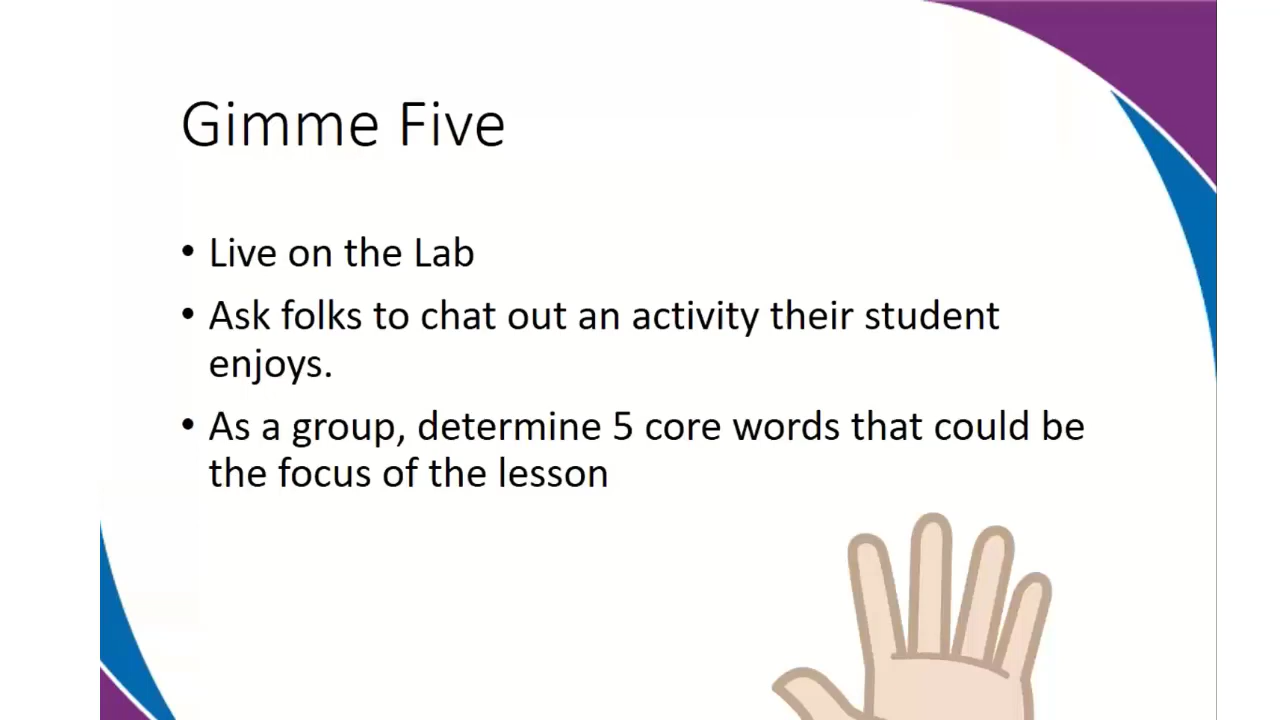 Gimme Five
• Live on the Lab
• Ask folks to chat out an activity their student
enjoys.
• As a group, determine 5 core words that could be
the focus of the lesson